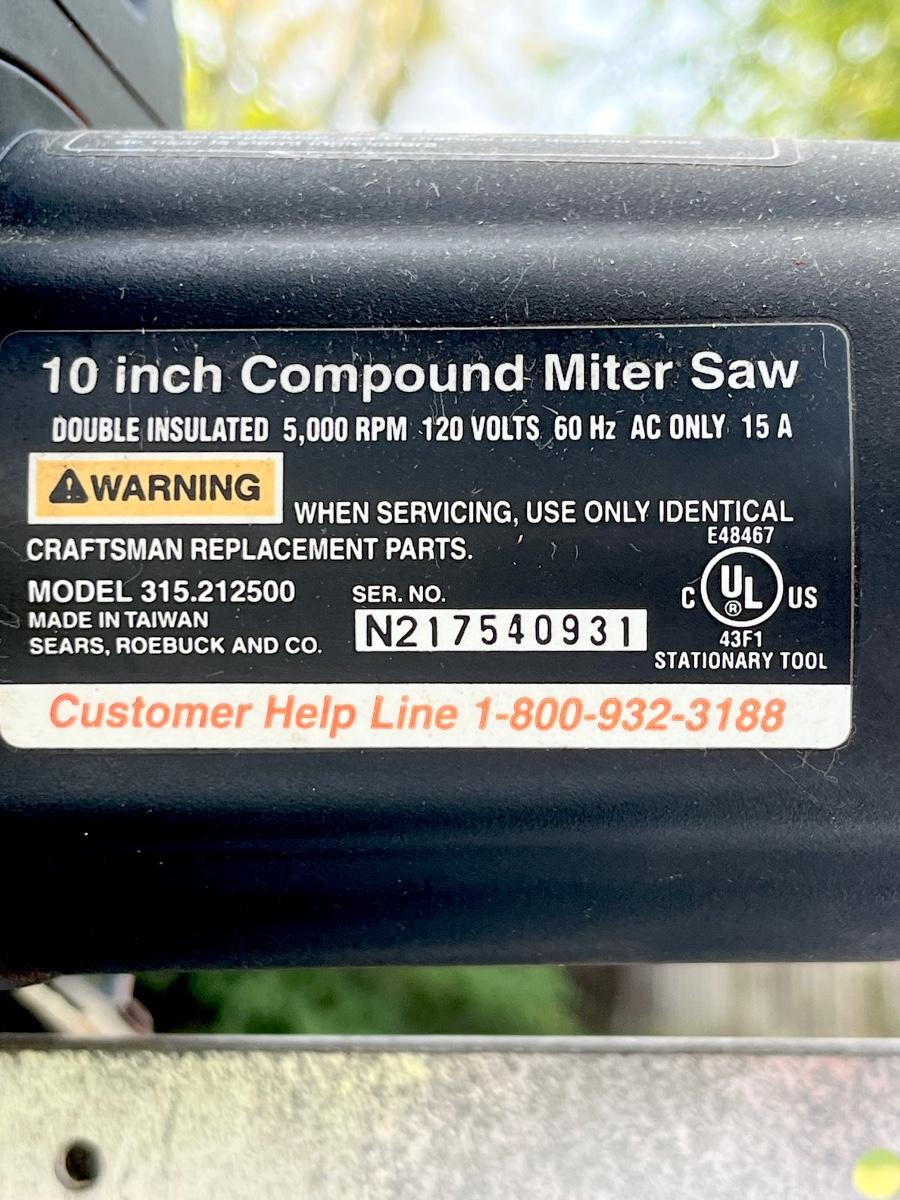 10 inch Compound Miter Saw
DOUBLE INSULATED 5,000 RPM 120 VOLTS 60 Hz AC ONLY 15 A
WARNING WHEN SERVICING, USE ONLY IDENTICAL
CRAFTSMAN REPLACEMENT PARTS.
MODEL 315.212500
MADE IN TAIWAN
SEARS, ROEBUCK AND CO.
SER. NO.
N217540931
E48467
C UL ® US
43F1
STATIONARY TOOL
Customer Help Line 1-800-932-3188